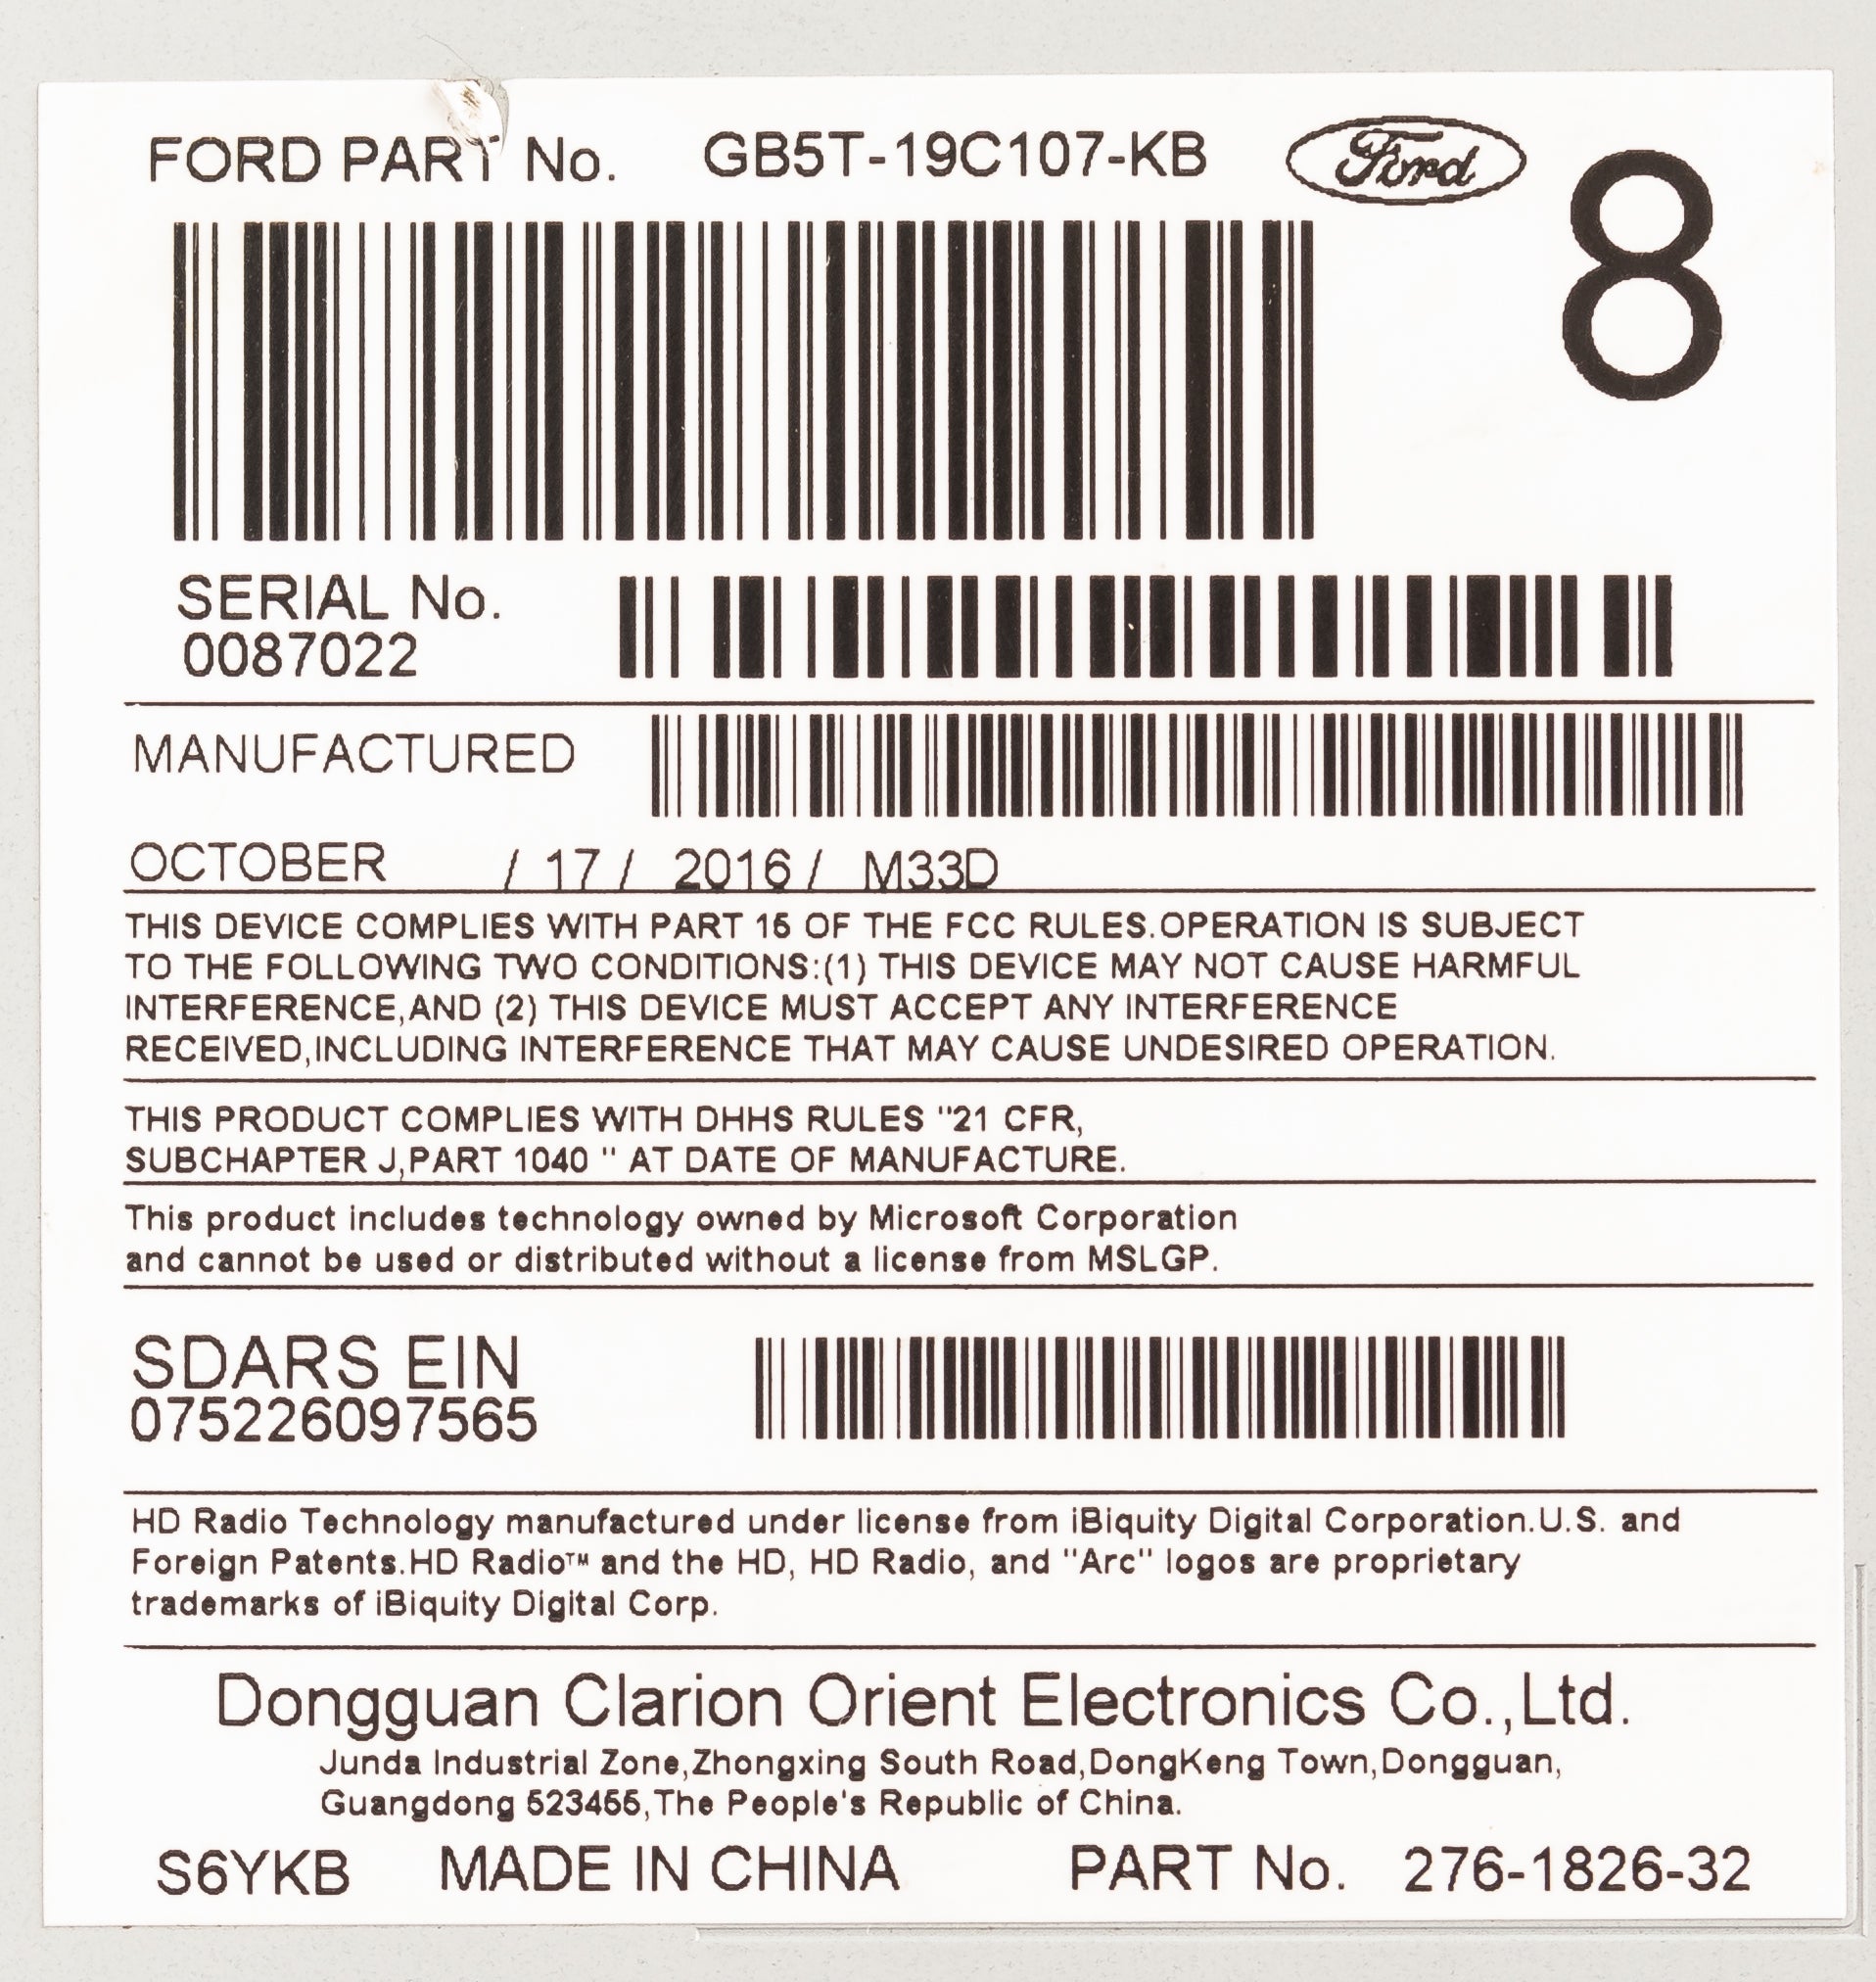 FORD PART No. GB5T-19C107-KB Ford 8
SERIAL No.
0087022
MANUFACTURED
OCTOBER / 17 / 2016 / M33D
THIS DEVICE COMPLIES WITH PART 15 OF THE FCC RULES.OPERATION IS SUBJECT
TO THE FOLLOWING TWO CONDITIONS:(1) THIS DEVICE MAY NOT CAUSE HARMFUL
INTERFERENCE,AND (2) THIS DEVICE MUST ACCEPT ANY INTERFERENCE
RECEIVED,INCLUDING INTERFERENCE THAT MAY CAUSE UNDESIRED OPERATION.
THIS PRODUCT COMPLIES WITH DHHS RULES "21 CFR,
SUBCHAPTER J,PART 1040 " AT DATE OF MANUFACTURE.
This product includes technology owned by Microsoft Corporation
and cannot be used or distributed without a license from MSLGP.
SDARS EIN
075226097565
HD Radio Technology manufactured under license from iBiquity Digital Corporation.U.S. and
Foreign Patents.HD Radio™ and the HD, HD Radio, and "Arc" logos are proprietary
trademarks of iBiquity Digital Corp.
Dongguan Clarion Orient Electronics Co.,Ltd.
Junda Industrial Zone,Zhongxing South Road,DongKeng Town,Dongguan,
Guangdong 523455,The People's Republic of China.
S6YKB MADE IN CHINA PART No. 276-1826-32